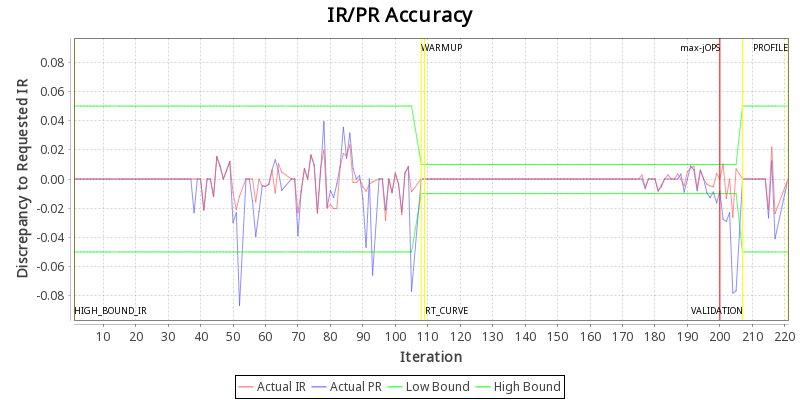 IR/PR Accuracy
WARMUP
max-jOPS
PROFILE
0.08
0.06
0.04
0.02
0.00
-0.02
-0.04
-0.06
-0.08
Discrepancy to Requested IR
HIGH_BOUND_IR
RT_CURVE
VALIDATION
10 20 30 40 50 60 70 80 90 100 110 120 130 140 150 160 170 180 190 200 210 220
Iteration
Actual IR Actual PR Low Bound High Bound